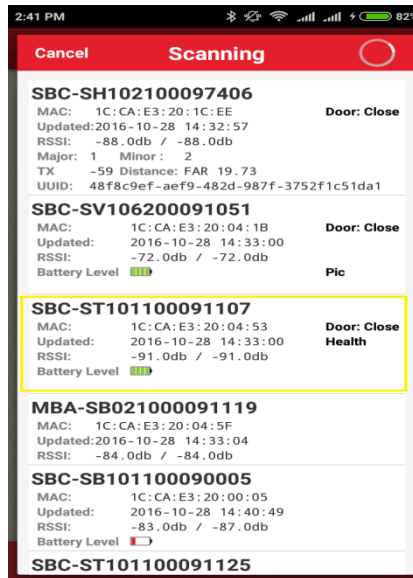 2:41 PM 82%
Cancel Scanning
SBC-SH102100097406
MAC: 1C:CA:E3:20:1C:EE Door: Close
Updated:2016-10-28 14:32:57
RSSI: -88.0db / -88.0db
Major: 1 Minor: 2
TX -59 Distance: FAR 19.73
UUID: 48f8c9ef-aef9-482d-987f-3752f1c51da1
SBC-SV106200091051
MAC: 1C:CA:E3:20:04:1B Door: Close
Updated: 2016-10-28 14:33:00
RSSI: -72.0db / -72.0db
Battery Level Pic
SBC-ST101100091107
MAC: 1C:CA:E3:20:04:53 Door: Close
Updated: 2016-10-28 14:33:00 Health
RSSI: -91.0db / -91.0db
Battery Level
MBA-SB021000091119
MAC: 1C:CA:E3:20:04:5F
Updated:2016-10-28 14:33:04
RSSI: -84.0db / -84.0db
SBC-SB101100090005
MAC: 1C:CA:E3:20:00:05
Updated: 2016-10-28 14:40:49
RSSI: -83.0db / -87.0db
Battery Level
SBC-ST101100091125